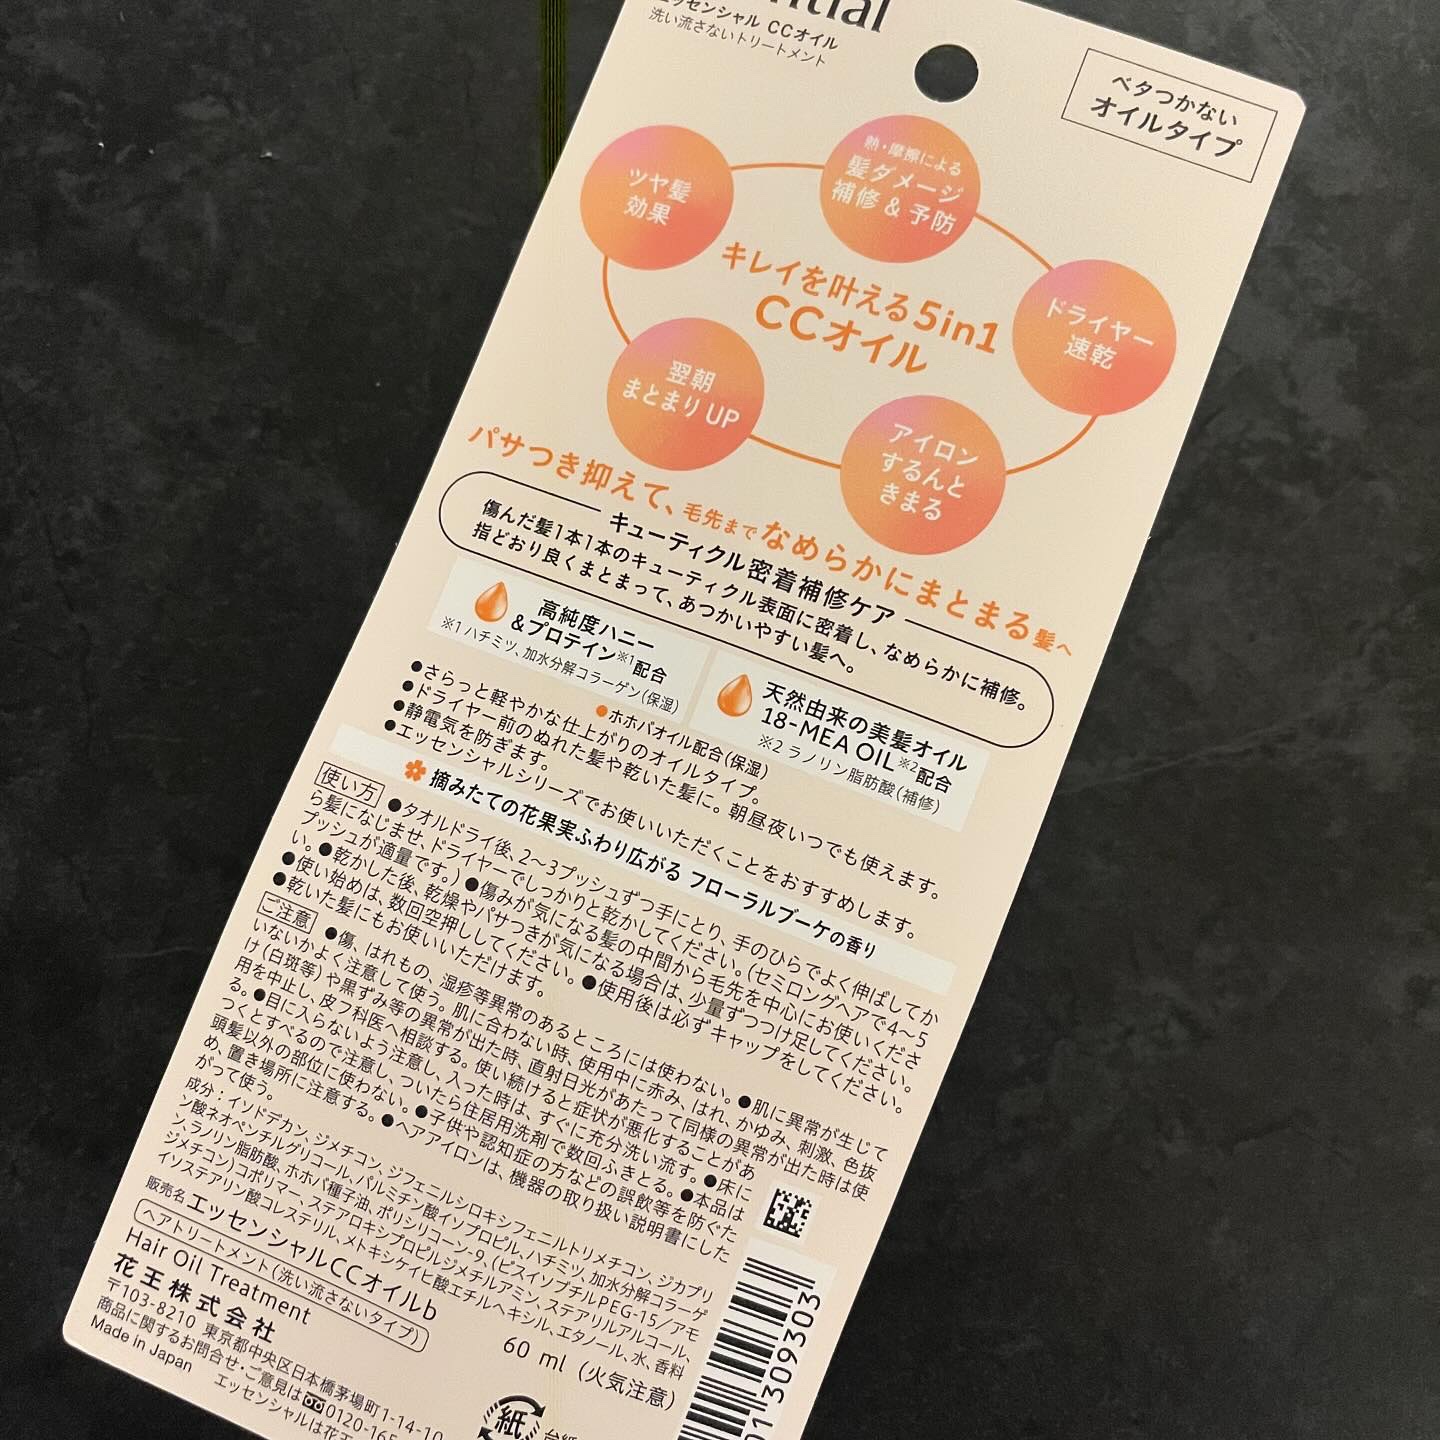 エッセンシャル CCオイル
洗い流さないトリートメント
ベタつかない
オイルタイプ
ツヤ髪
効果
熱・摩擦による
髪ダメージ
補修 & 予防
ドライヤー
速乾
キレイを叶える5in1
CCオイル
翌朝
まとまりUP
アイロン
するんと
きまる
パサつき抑えて、毛先までなめらかにまとまる髪へ
キューティクル密着補修ケア
傷んだ髪1本1本のキューティクル表面に密着し、なめらかに補修。
指どおり良くまとまって、あつかいやすい髪へ。
高純度ハニー
&プロテイン※1配合
※1 ハチミツ、加水分解コラーゲン(保湿)
天然由来の美髪オイル
18-MEA OIL※2配合
※2 ラノリン脂肪酸(補修)
●ホホバオイル配合(保湿)
●さらっと軽やかな仕上がりのオイルタイプ。
●ドライヤー前のぬれた髪や乾いた髪に。朝昼夜いつでも使えます。
●静電気を防ぎます。
●エッセンシャルシリーズでお使いいただくことをおすすめします。
摘みたての花果実ふわり広がる フローラルブーケの香り
使い方 ●タオルドライ後、2〜3プッシュずつ手にとり、手のひらでよく伸ばしてか
ら髪になじませ、ドライヤーでしっかりと乾かしてください。(セミロングヘアで4〜5
プッシュが適量です。) ●傷みが気になる髪の中間から毛先を中心にお使いくださ
い。 ●乾かした後、乾燥やパサつきが気になる場合は、少量ずつつけ足してください。
●使い始めは、数回空押ししてください。 ●使用後は必ずキャップをしてください。
●乾いた髪にもお使いいただけます。
ご注意 ●傷、はれもの、湿疹等異常のあるところには使わない。 ●肌に異常が生じて
いないかよく注意して使う。肌に合わない時、使用中に赤み、はれ、かゆみ、刺激、色抜
け(白斑等)や黒ずみ等の異常が出た時、直射日光があたって同様の異常が出た時は使
用を中止し、皮フ科医へ相談する。使い続けると症状が悪化することがあ
る。 ●目に入らないよう注意し、入った時は、すぐに充分洗い流す。 ●床に
つくとすべるので注意し、ついたら住居用洗剤で数回ふきとる。 ●本品は
頭髪以外の部位に使わない。 ●子供や認知症の方などの誤飲等を防ぐた
め、置き場所に注意する。 ●ヘアアイロンは、機器の取り扱い説明書にした
がって使う。
成分：イソドデカン、ジメチコン、ジフェニルシロキシフェニルトリメチコン、ジカプリ
ン酸ネオペンチルグリコール、パルミチン酸イソプロピル、ハチミツ、加水分解コラーゲ
ン、ラノリン脂肪酸、ホホバ種子油、ポリシリコーン-9、(ビスイソブチルPEG-15／アモ
ジメチコン)コポリマー、ステアロキシプロピルジメチルアミン、ステアリルアルコール、
イソステアリン酸コレステリル、メトキシケイヒ酸エチルヘキシル、エタノール、水、香料
販売名 エッセンシャルCCオイルb
ヘアトリートメント(洗い流さないタイプ)
Hair Oil Treatment
60 ml (火気注意)
花王株式会社
〒103-8210 東京都中央区日本橋茅場町1-14-10
商品に関するお問合せ・ご意見は 0120-165
Made in Japan
エッセンシャルは花王
紙
01 309303